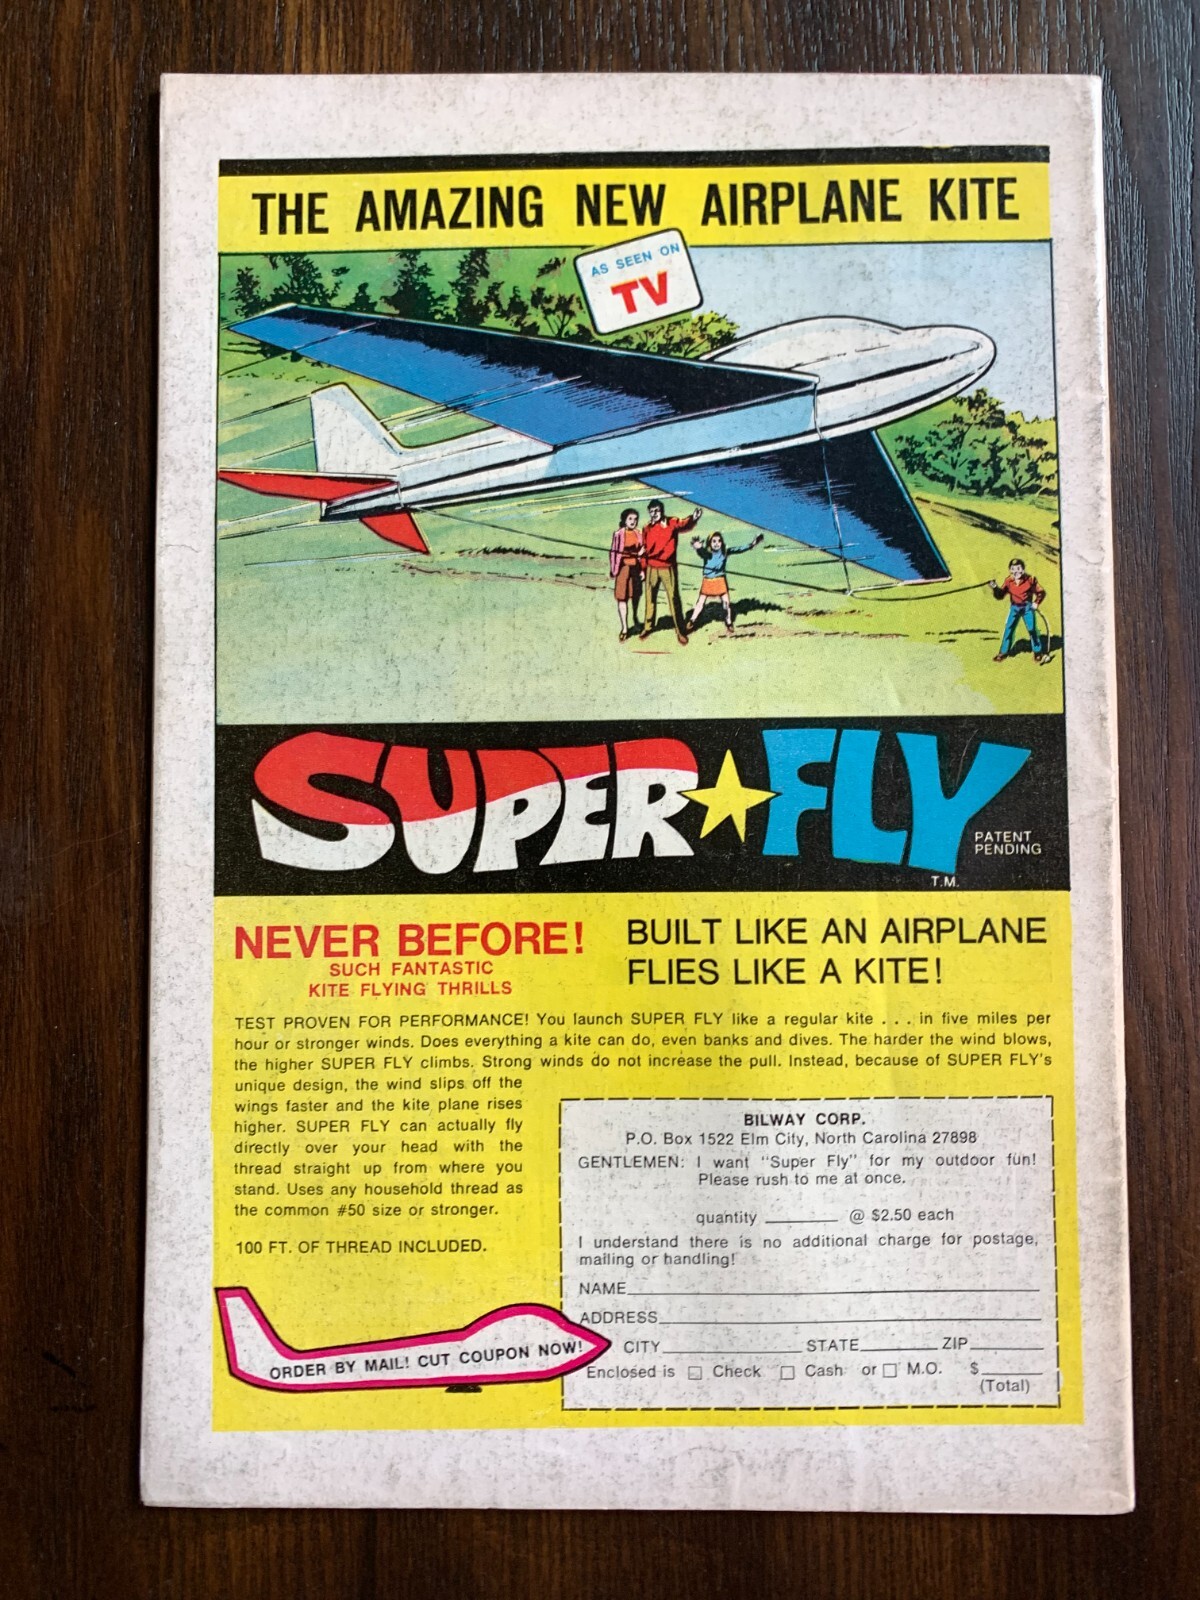 THE AMAZING NEW AIRPLANE KITE
AS SEEN ON
TV
SUPER FLY
PATENT
PENDING
T.M.
NEVER BEFORE!
SUCH FANTASTIC
KITE FLYING THRILLS
BUILT LIKE AN AIRPLANE
FLIES LIKE A KITE!
TEST PROVEN FOR PERFORMANCE! You launch SUPER FLY like a regular kite . . . in five miles per
hour or stronger winds. Does everything a kite can do, even banks and dives. The harder the wind blows,
the higher SUPER FLY climbs. Strong winds do not increase the pull. Instead, because of SUPER FLY's
unique design, the wind slips off the
wings faster and the kite plane rises
higher. SUPER FLY can actually fly
directly over your head with the
thread straight up from where you
stand. Uses any household thread as
the common #50 size or stronger.
100 FT. OF THREAD INCLUDED.
ORDER BY MAIL! CUT COUPON NOW!
BILWAY CORP.
P.O. Box 1522 Elm City, North Carolina 27898
GENTLEMEN: I want "Super Fly" for my outdoor fun!
Please rush to me at once.
quantity ________ @ $2.50 each
I understand there is no additional charge for postage,
mailing or handling!
NAME
ADDRESS
CITY STATE ZIP
Enclosed is □ Check □ Cash or □ M.O. $
(Total)